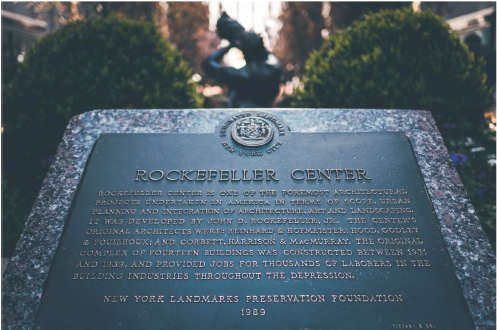 NEW YORK CITY
ROCKEFELLER CENTER
ROCKEFELLER CENTER IS ONE OF THE FOREMOST ARCHITECTURAL
PROJECTS UNDERTAKEN IN AMERICA IN TERMS OF SCOPE, URBAN
PLANNING AND INTEGRATION OF ARCHITECTURE, ART AND LANDSCAPING.
IT WAS DEVELOPED BY JOHN D. ROCKEFELLER, JR. THE CENTER'S
ORIGINAL ARCHITECTS WERE: REINHARD & HOFMEISTER; HOOD, GODLEY
& FOUILHOUX; AND CORBETT, HARRISON & MACMURRAY. THE ORIGINAL
COMPLEX OF FOURTEEN BUILDINGS WAS CONSTRUCTED BETWEEN 1931
AND 1939, AND PROVIDED JOBS FOR THOUSANDS OF LABORERS IN THE
BUILDING INDUSTRIES THROUGHOUT THE DEPRESSION.
NEW YORK LANDMARKS PRESERVATION FOUNDATION
1989